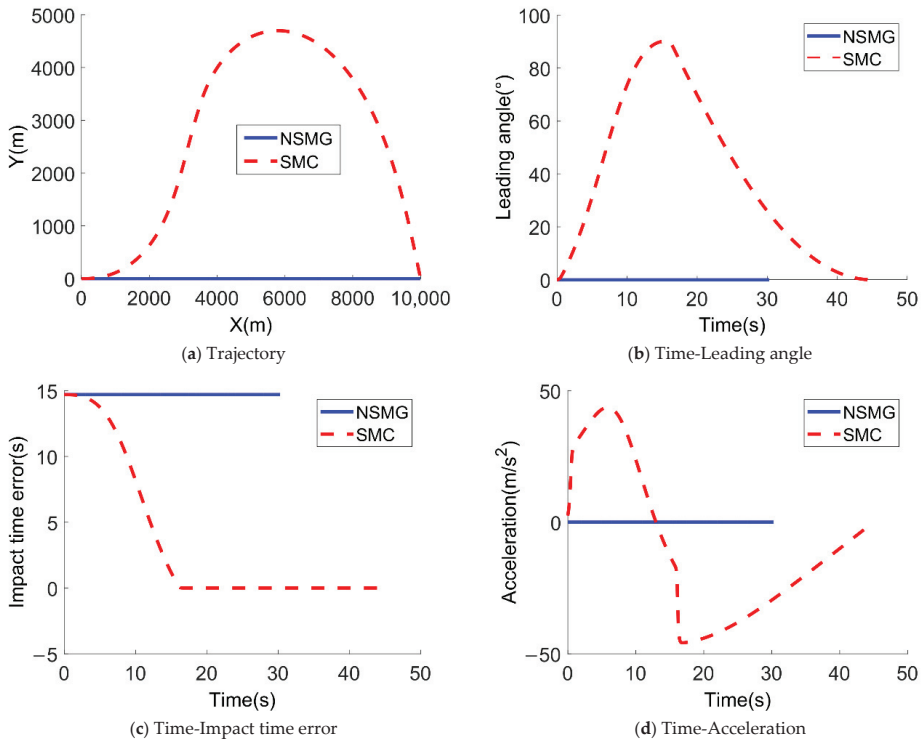 5000
4000
3000
2000
1000
0
Y(m)
NSMG
SMC
0 2000 4000 6000 8000 10,000
X(m)
(a) Trajectory
100
80
60
40
20
0
Leading angle(°)
NSMG
SMC
0 10 20 30 40 50
Time(s)
(b) Time-Leading angle
15
10
5
0
−5
Impact time error(s)
NSMG
SMC
0 10 20 30 40 50
Time(s)
(c) Time-Impact time error
50
0
−50
Acceleration(m/s²)
NSMG
SMC
0 10 20 30 40 50
Time(s)
(d) Time-Acceleration